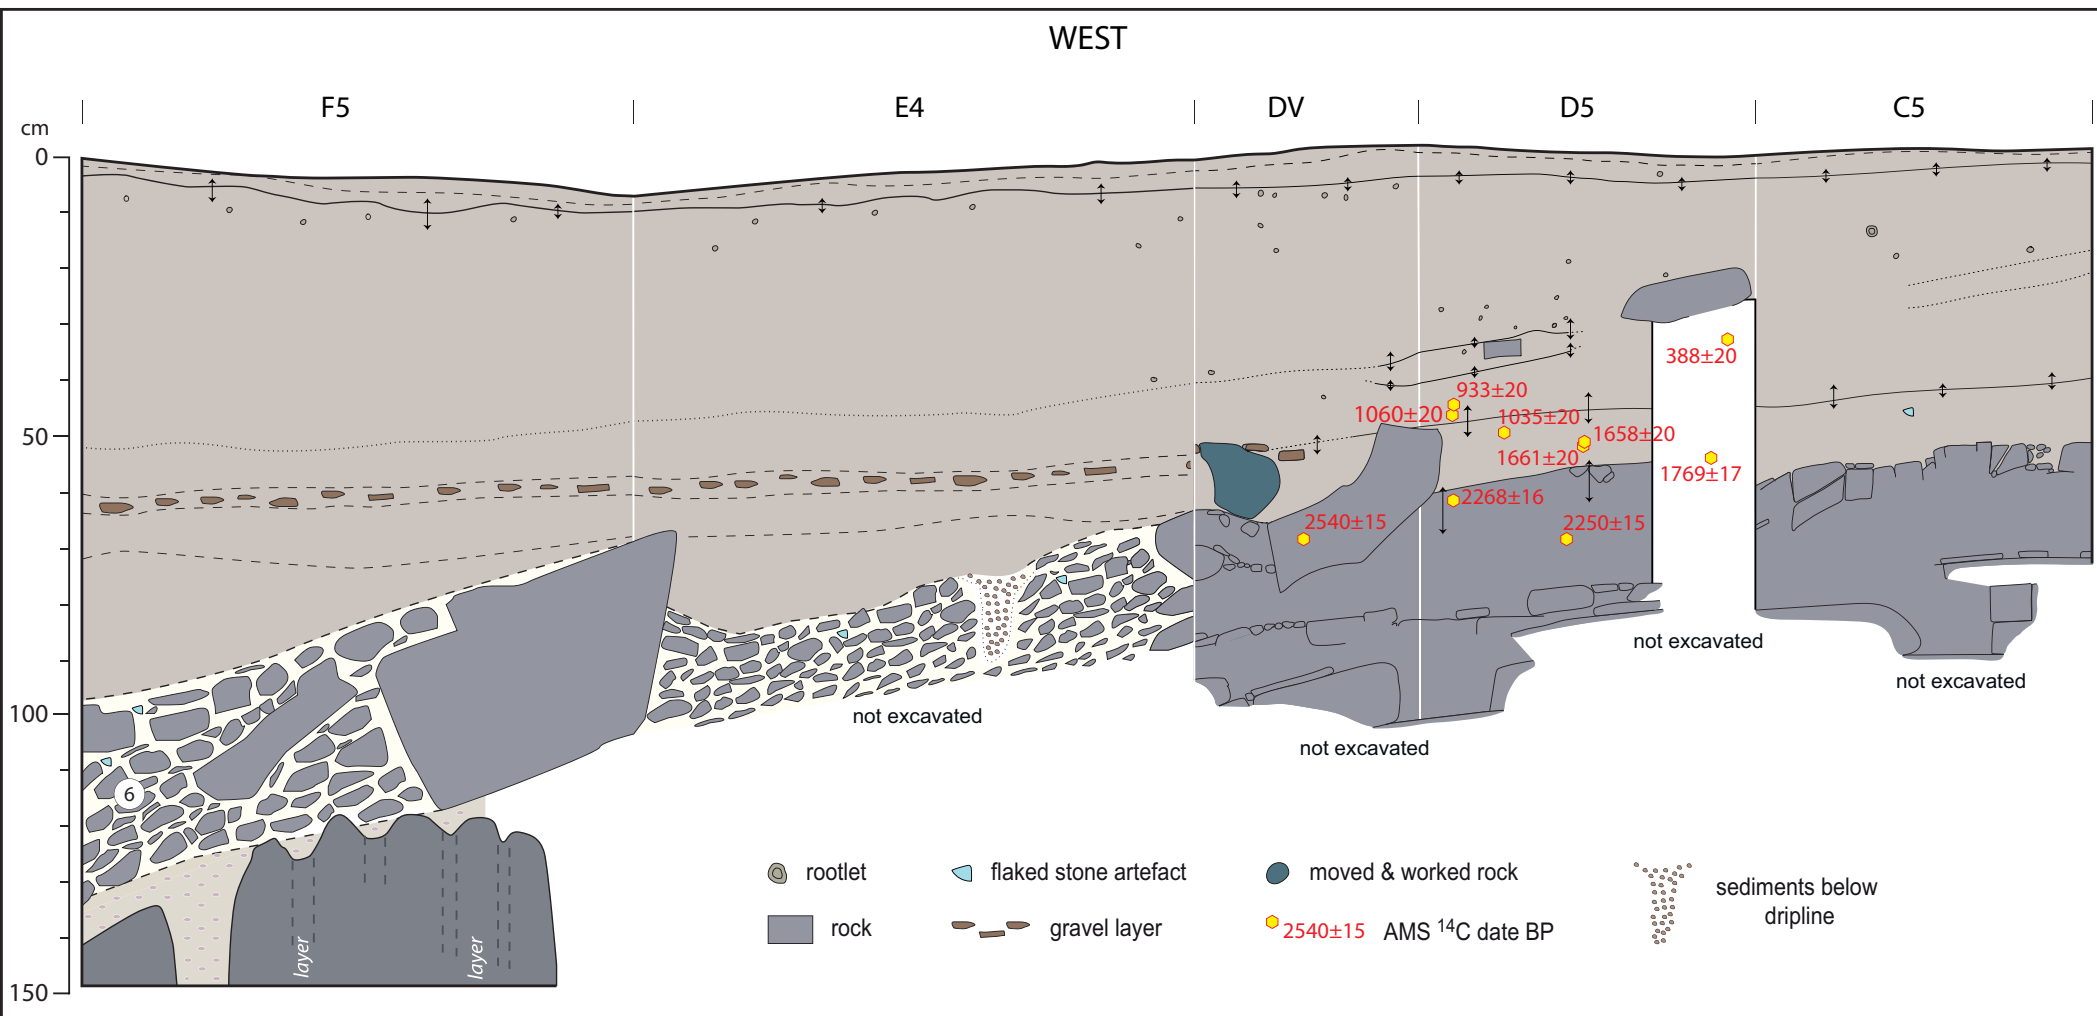 WEST
F5 E4 DV D5 C5
cm
0
50
100
150
388±20
933±20
1060±20
1035±20
1658±20
1661±20
1769±17
2268±16
2540±15
2250±15
not excavated
not excavated
not excavated
not excavated
6
layer
layer
rootlet
flaked stone artefact
moved & worked rock
sediments below
dripline
rock
gravel layer
2540±15 AMS ¹⁴C date BP